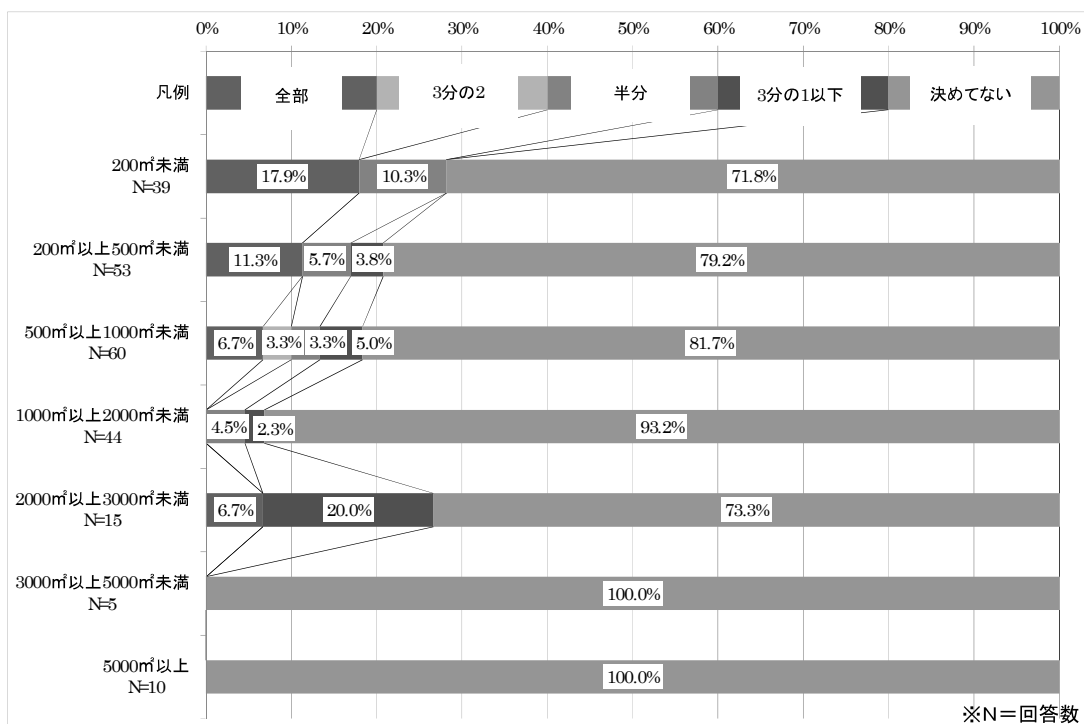 0% 10% 20% 30% 40% 50% 60% 70% 80% 90% 100%
凡例 全部 3分の2 半分 3分の1以下 決めてない
200㎡未満
N=39
17.9% 10.3% 71.8%
200㎡以上500㎡未満
N=53
11.3% 5.7% 3.8% 79.2%
500㎡以上1000㎡未満
N=60
6.7% 3.3% 3.3% 5.0% 81.7%
1000㎡以上2000㎡未満
N=44
4.5% 2.3% 93.2%
2000㎡以上3000㎡未満
N=15
6.7% 20.0% 73.3%
3000㎡以上5000㎡未満
N=5
100.0%
5000㎡以上
N=10
100.0%
※N＝回答数